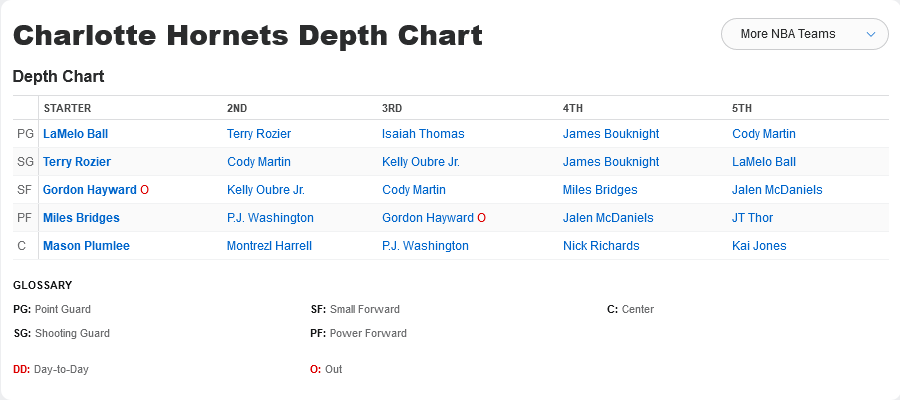 Charlotte Hornets Depth Chart
More NBA Teams
Depth Chart
STARTER 2ND 3RD 4TH 5TH
PG LaMelo Ball Terry Rozier Isaiah Thomas James Bouknight Cody Martin
SG Terry Rozier Cody Martin Kelly Oubre Jr. James Bouknight LaMelo Ball
SF Gordon Hayward O Kelly Oubre Jr. Cody Martin Miles Bridges Jalen McDaniels
PF Miles Bridges P.J. Washington Gordon Hayward O Jalen McDaniels JT Thor
C Mason Plumlee Montrezl Harrell P.J. Washington Nick Richards Kai Jones
GLOSSARY
PG: Point Guard SF: Small Forward C: Center
SG: Shooting Guard PF: Power Forward
DD: Day-to-Day O: Out